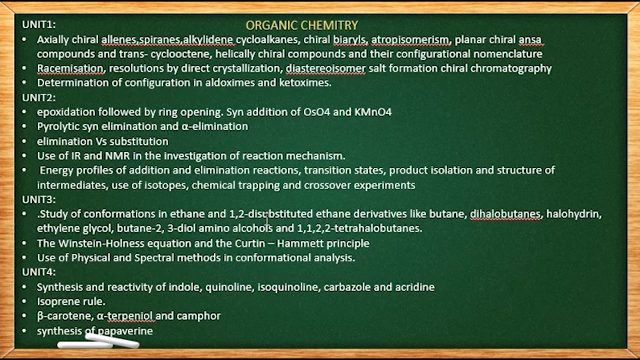 ORGANIC CHEMITRY
UNIT1:
• Axially chiral allenes,spiranes,alkylidene cycloalkanes, chiral biaryls, atropisomerism, planar chiral ansa
compounds and trans- cyclooctene, helically chiral compounds and their configurational nomenclature
• Racemisation, resolutions by direct crystallization, diastereoisomer salt formation chiral chromatography
• Determination of configuration in aldoximes and ketoximes.
UNIT2:
• epoxidation followed by ring opening. Syn addition of OsO4 and KMnO4
• Pyrolytic syn elimination and α-elimination
• elimination Vs substitution
• Use of IR and NMR in the investigation of reaction mechanism.
• Energy profiles of addition and elimination reactions, transition states, product isolation and structure of
intermediates, use of isotopes, chemical trapping and crossover experiments
UNIT3:
• .Study of conformations in ethane and 1,2-disubstituted ethane derivatives like butane, dihalobutanes, halohydrin,
ethylene glycol, butane-2, 3-diol amino alcohols and 1,1,2,2-tetrahalobutanes.
• The Winstein-Holness equation and the Curtin – Hammett principle
• Use of Physical and Spectral methods in conformational analysis.
UNIT4:
• Synthesis and reactivity of indole, quinoline, isoquinoline, carbazole and acridine
• Isoprene rule.
• β-carotene, α-terpeniol and camphor
• synthesis of papaverine